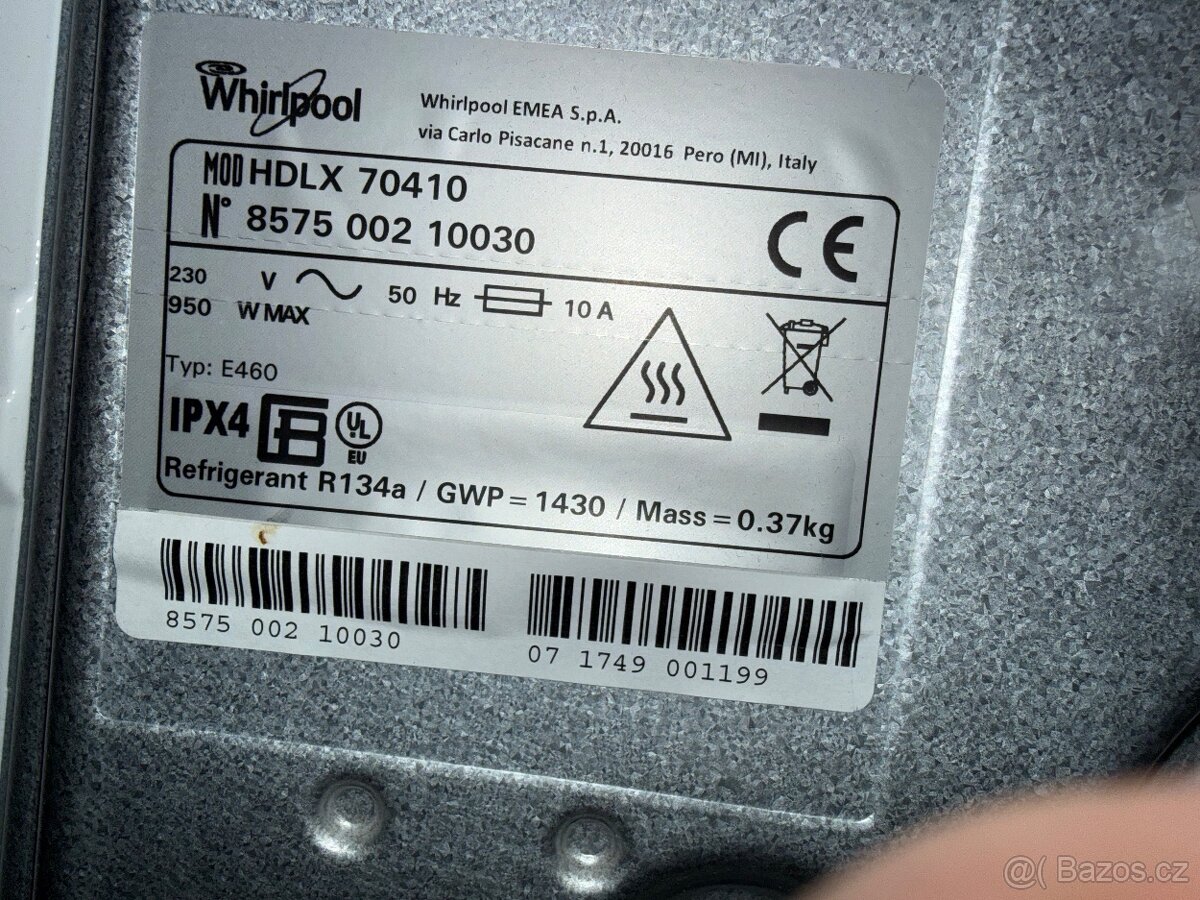 Whirlpool
Whirlpool EMEA S.p.A.
via Carlo Pisacane n.1, 20016 Pero (MI), Italy
MOD HDLX 70410
N° 8575 002 10030
CE
230 V 50 Hz 10 A
950 W MAX
Typ: E460
IPX4 UL
EU
Refrigerant R134a / GWP = 1430 / Mass = 0.37kg
8575 002 10030
07 1749 001199
@( Bazos.cz